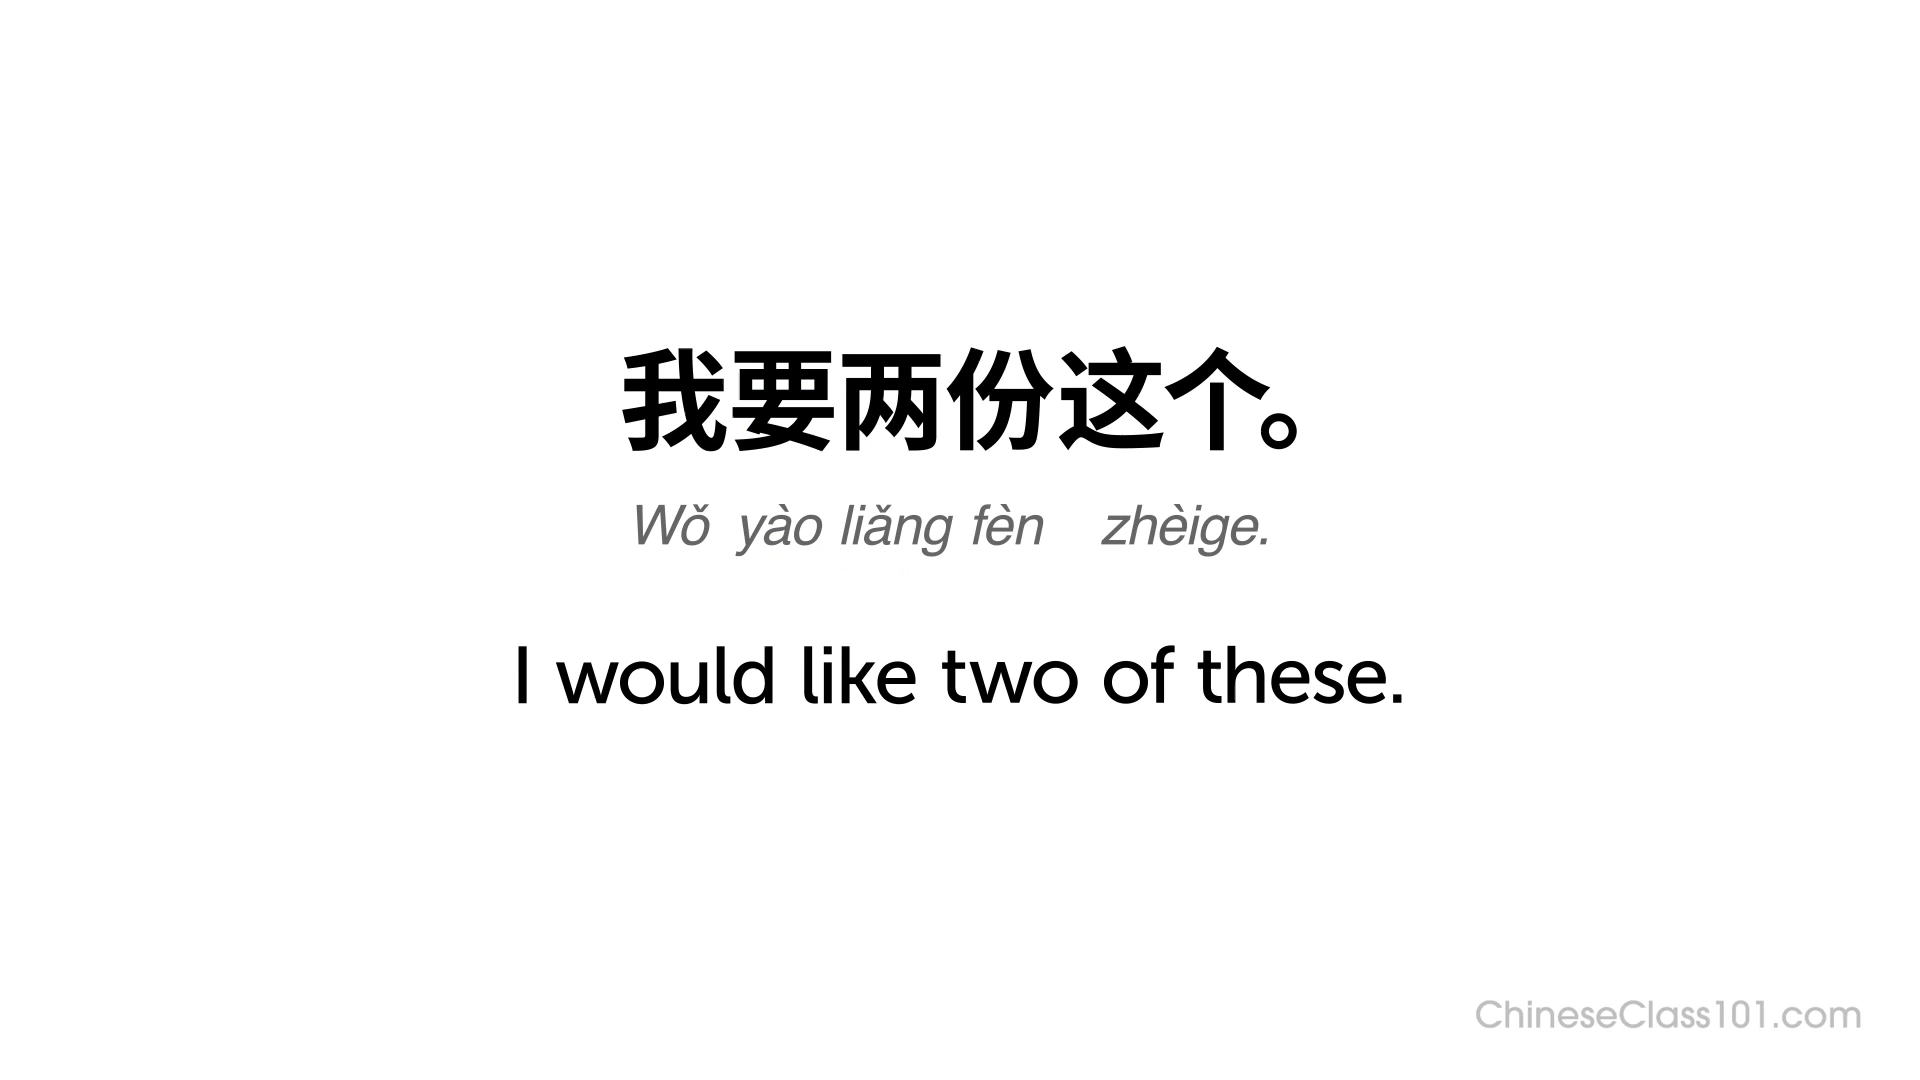 我要两份这个。
Wǒ yào liǎng fèn zhèige.
I would like two of these.
ChineseClass101.com